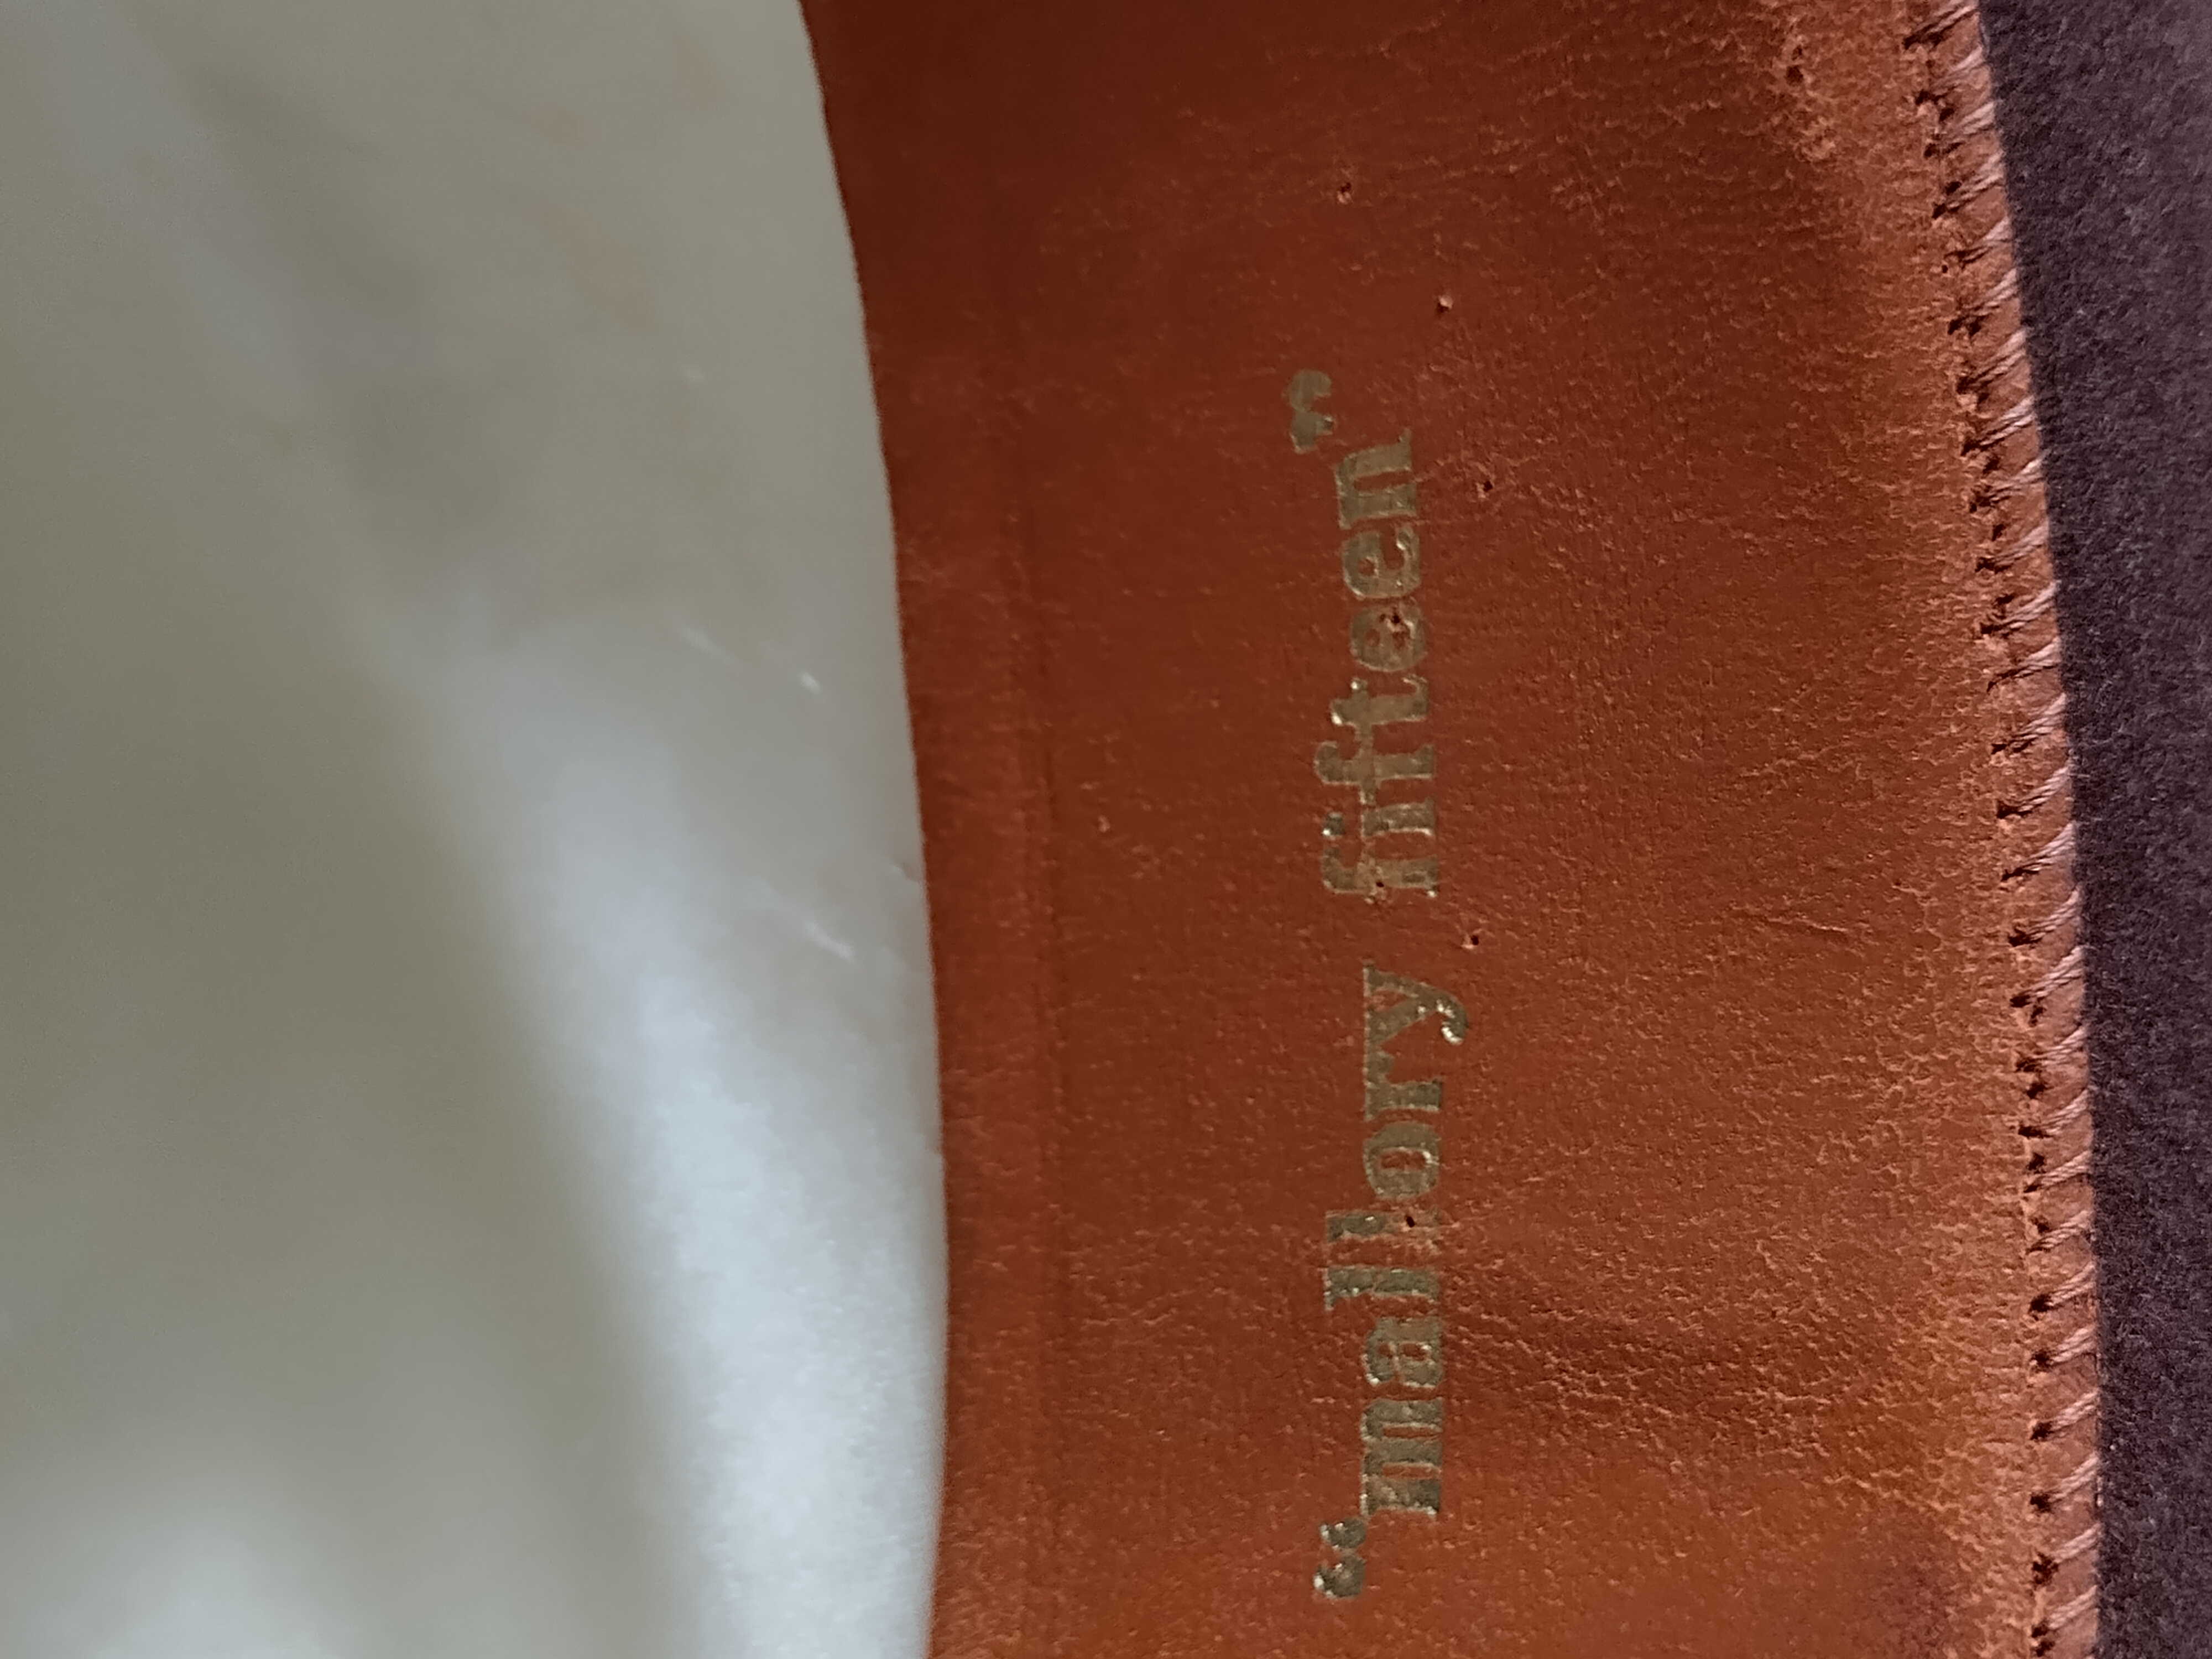 “mallory fifteen”